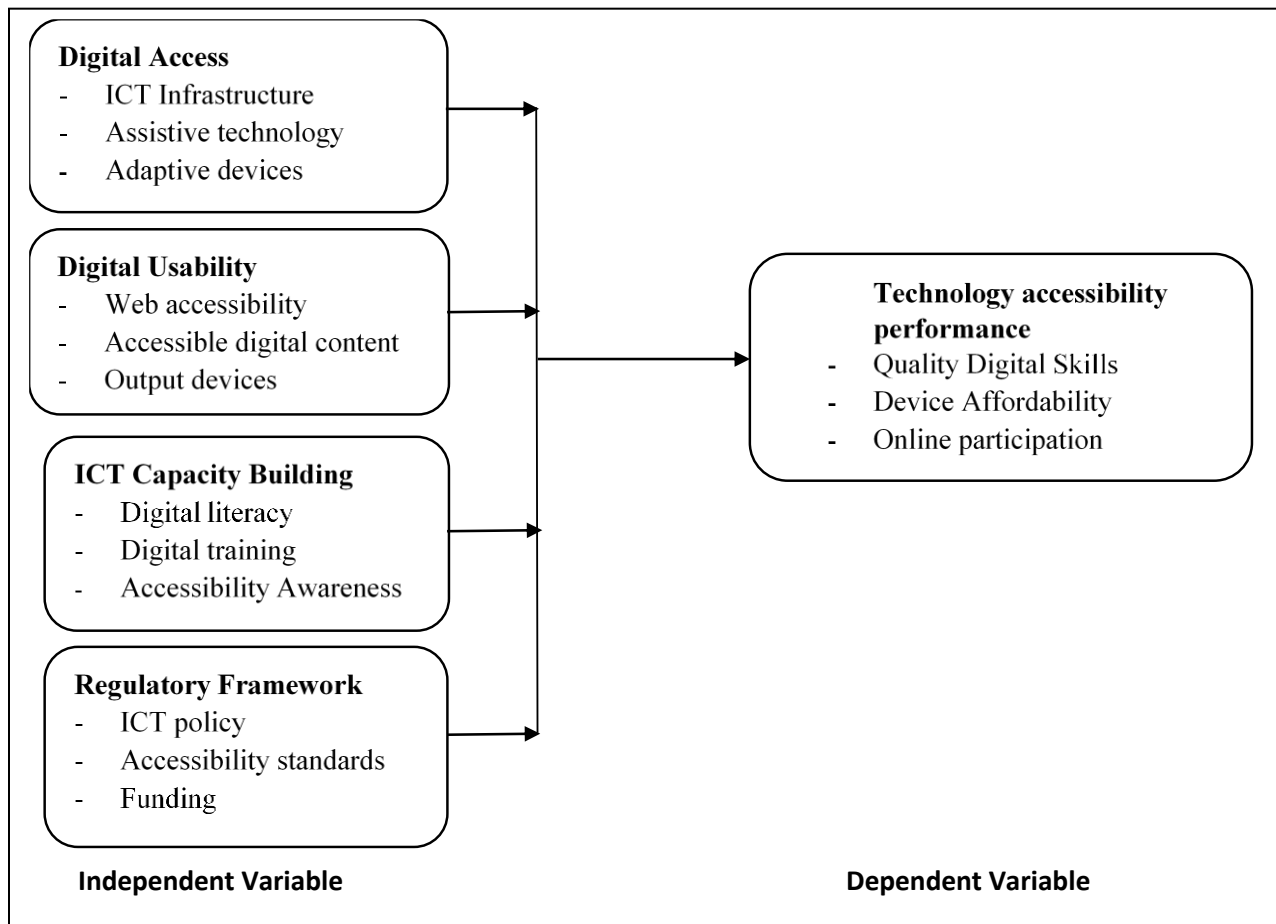 Digital Access
- ICT Infrastructure
- Assistive technology
- Adaptive devices
Digital Usability
- Web accessibility
- Accessible digital content
- Output devices
ICT Capacity Building
- Digital literacy
- Digital training
- Accessibility Awareness
Regulatory Framework
- ICT policy
- Accessibility standards
- Funding
Independent Variable
Technology accessibility
performance
- Quality Digital Skills
- Device Affordability
- Online participation
Dependent Variable